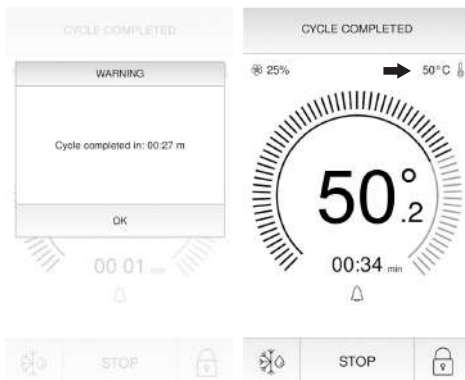 CYCLE COMPLETED
WARNING
Cycle completed in: 00:27 m
OK
00 01 min
STOP
CYCLE COMPLETED
25%
50°C
50°.2
00:34 min
STOP